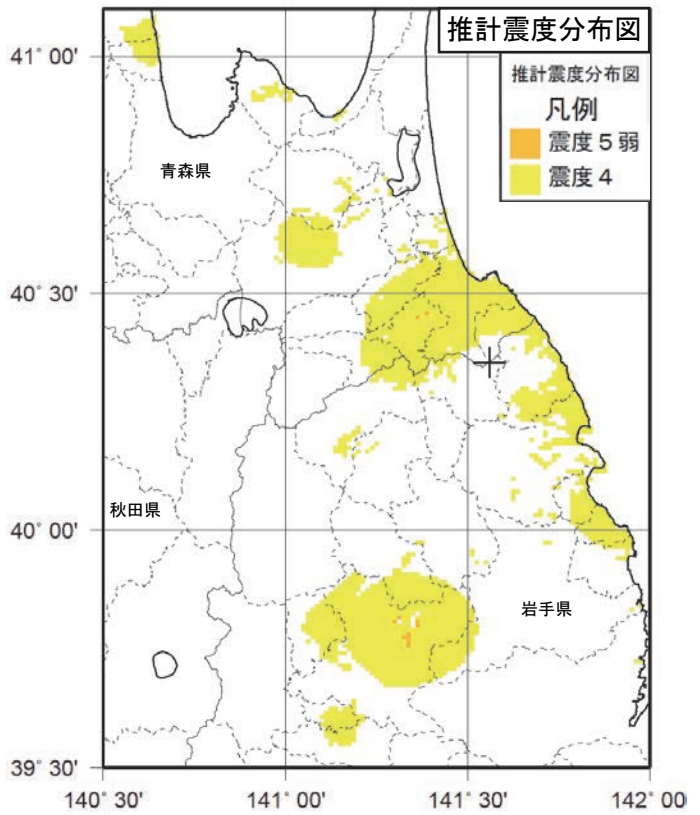 推計震度分布図
推計震度分布図
凡例
震度5弱
震度4
41° 00'
青森県
40° 30'
秋田県
40° 00'
岩手県
39° 30'
140° 30'
141° 00'
141° 30'
142° 00